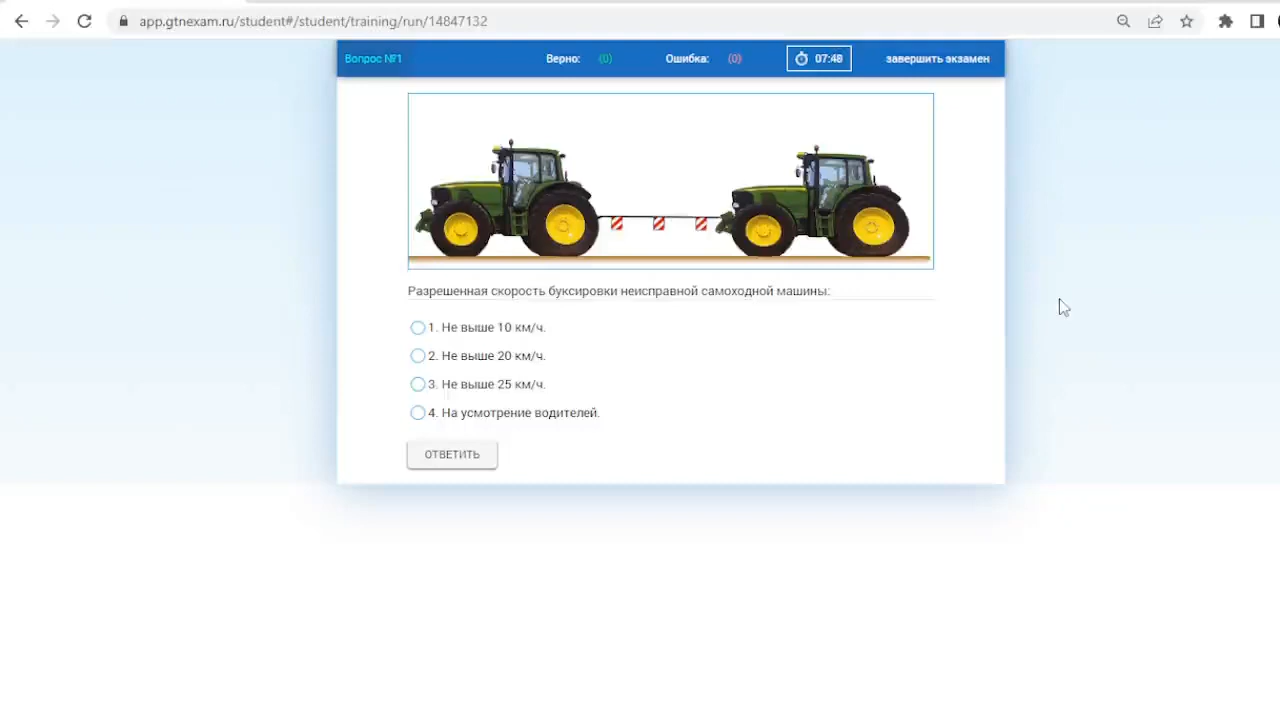 app.gtnexam.ru/student#/student/training/run/14847132
Вопрос №1 Верно: (0) Ошибка: (0) 07:48 завершить экзамен
Разрешенная скорость буксировки неисправной самоходной машины:
1. Не выше 10 км/ч.
2. Не выше 20 км/ч.
3. Не выше 25 км/ч.
4. На усмотрение водителей.
ОТВЕТИТЬ